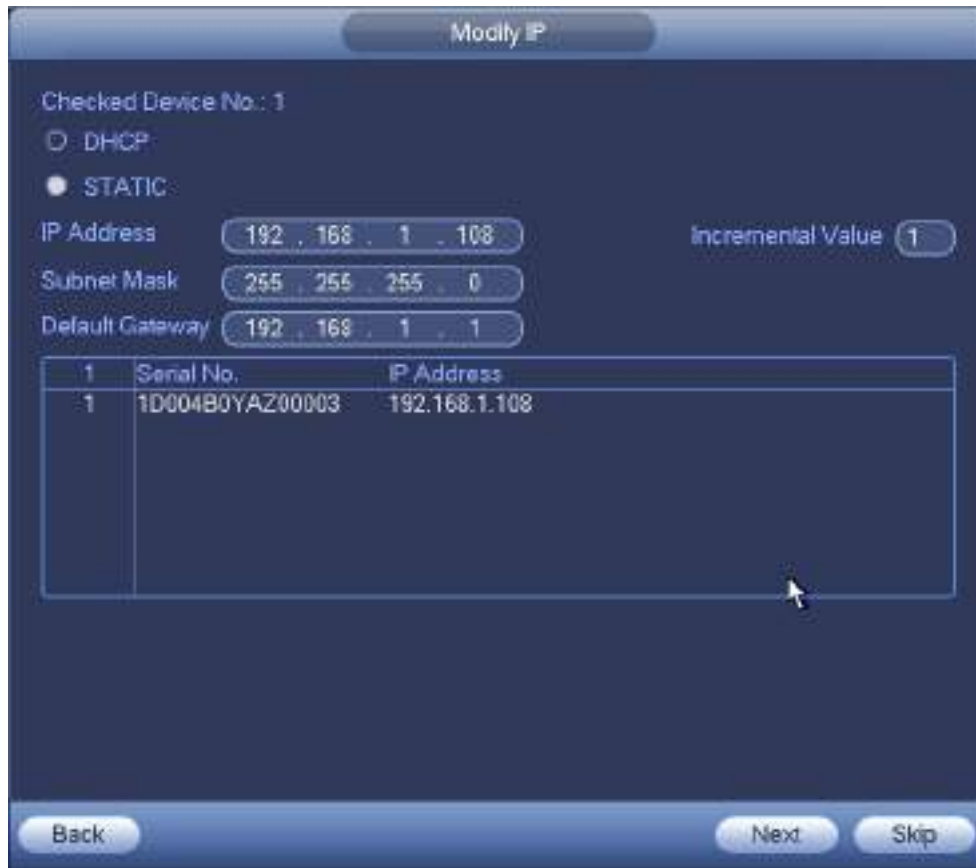 Modify IP
Checked Device No.: 1
DHCP
STATIC
IP Address 192 . 168 . 1 . 108 Incremental Value 1
Subnet Mask 255 . 255 . 255 . 0
Default Gateway 192 . 168 . 1 . 1
1 Serial No. IP Address
1 1D004B0YAZ00003 192.168.1.108
Back Next Skip